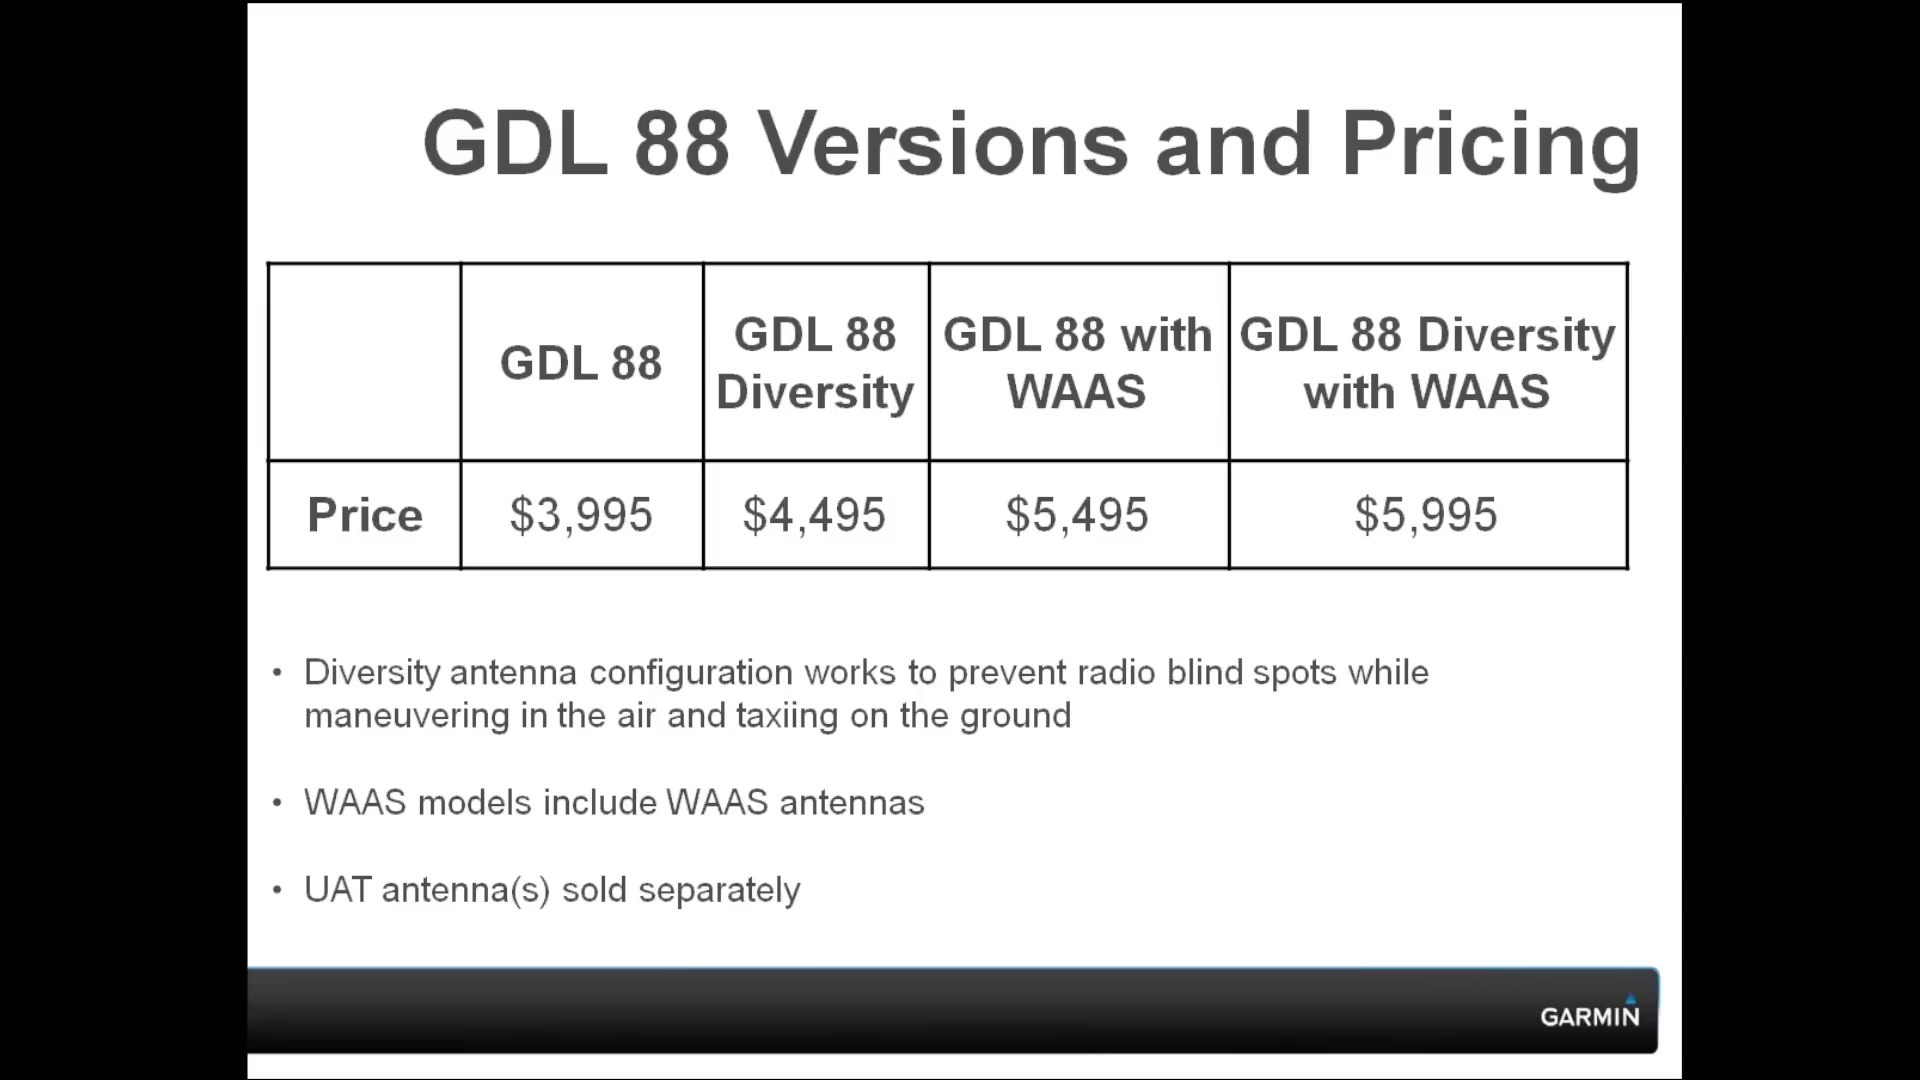 GDL 88 Versions and Pricing
GDL 88
GDL 88 Diversity
GDL 88 with WAAS
GDL 88 Diversity with WAAS
Price
$3,995
$4,495
$5,495
$5,995
• Diversity antenna configuration works to prevent radio blind spots while
maneuvering in the air and taxiing on the ground
• WAAS models include WAAS antennas
• UAT antenna(s) sold separately
GARMIN